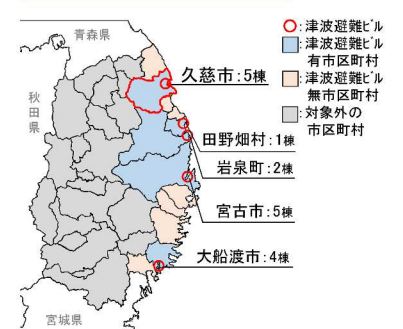 青森県
秋田県
宮城県
○:津波避難ビル
:津波避難ビル
有市区町村
:津波避難ビル
無市区町村
:対象外の
市区町村
久慈市:5棟
田野畑村:1棟
岩泉町:2棟
宮古市:5棟
大船渡市:4棟